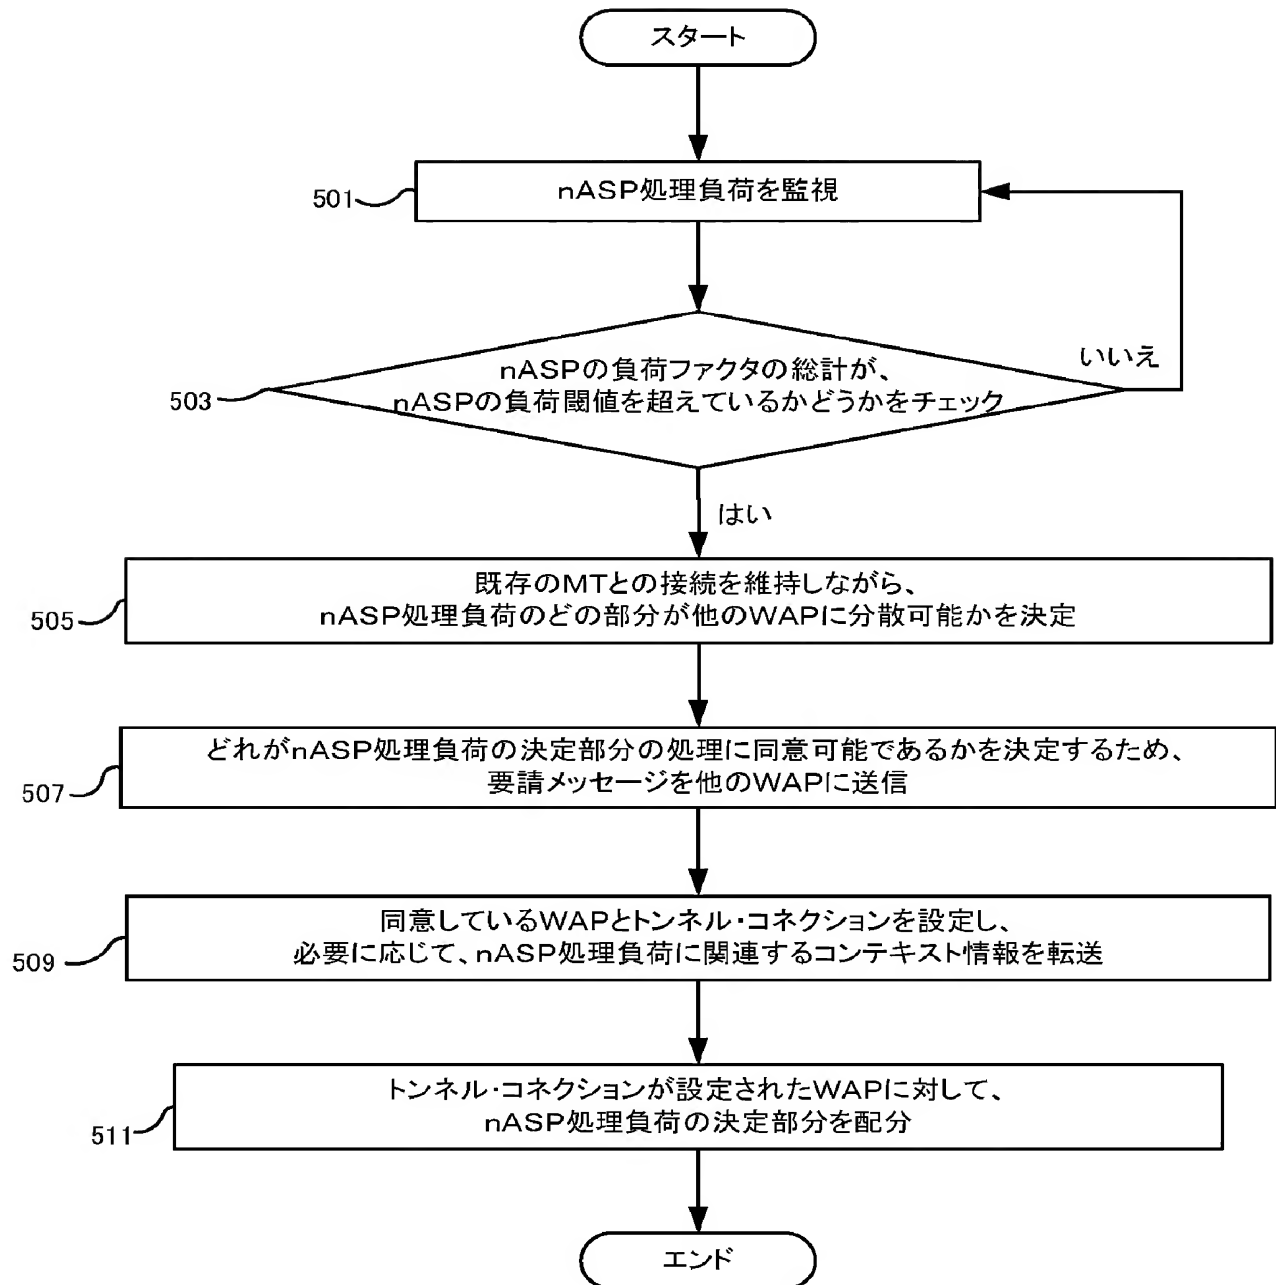 スタート
501
nASP処理負荷を監視
503
nASPの負荷ファクタの総計が、
nASPの負荷閾値を超えているかどうかをチェック
いいえ
はい
505
既存のMTとの接続を維持しながら、
nASP処理負荷のどの部分が他のWAPに分散可能かを決定
507
どれがnASP処理負荷の決定部分の処理に同意可能であるかを決定するため、
要請メッセージを他のWAPに送信
509
同意しているWAPとトンネル・コネクションを設定し、
必要に応じて、nASP処理負荷に関連するコンテキスト情報を転送
511
トンネル・コネクションが設定されたWAPに対して、
nASP処理負荷の決定部分を配分
エンド